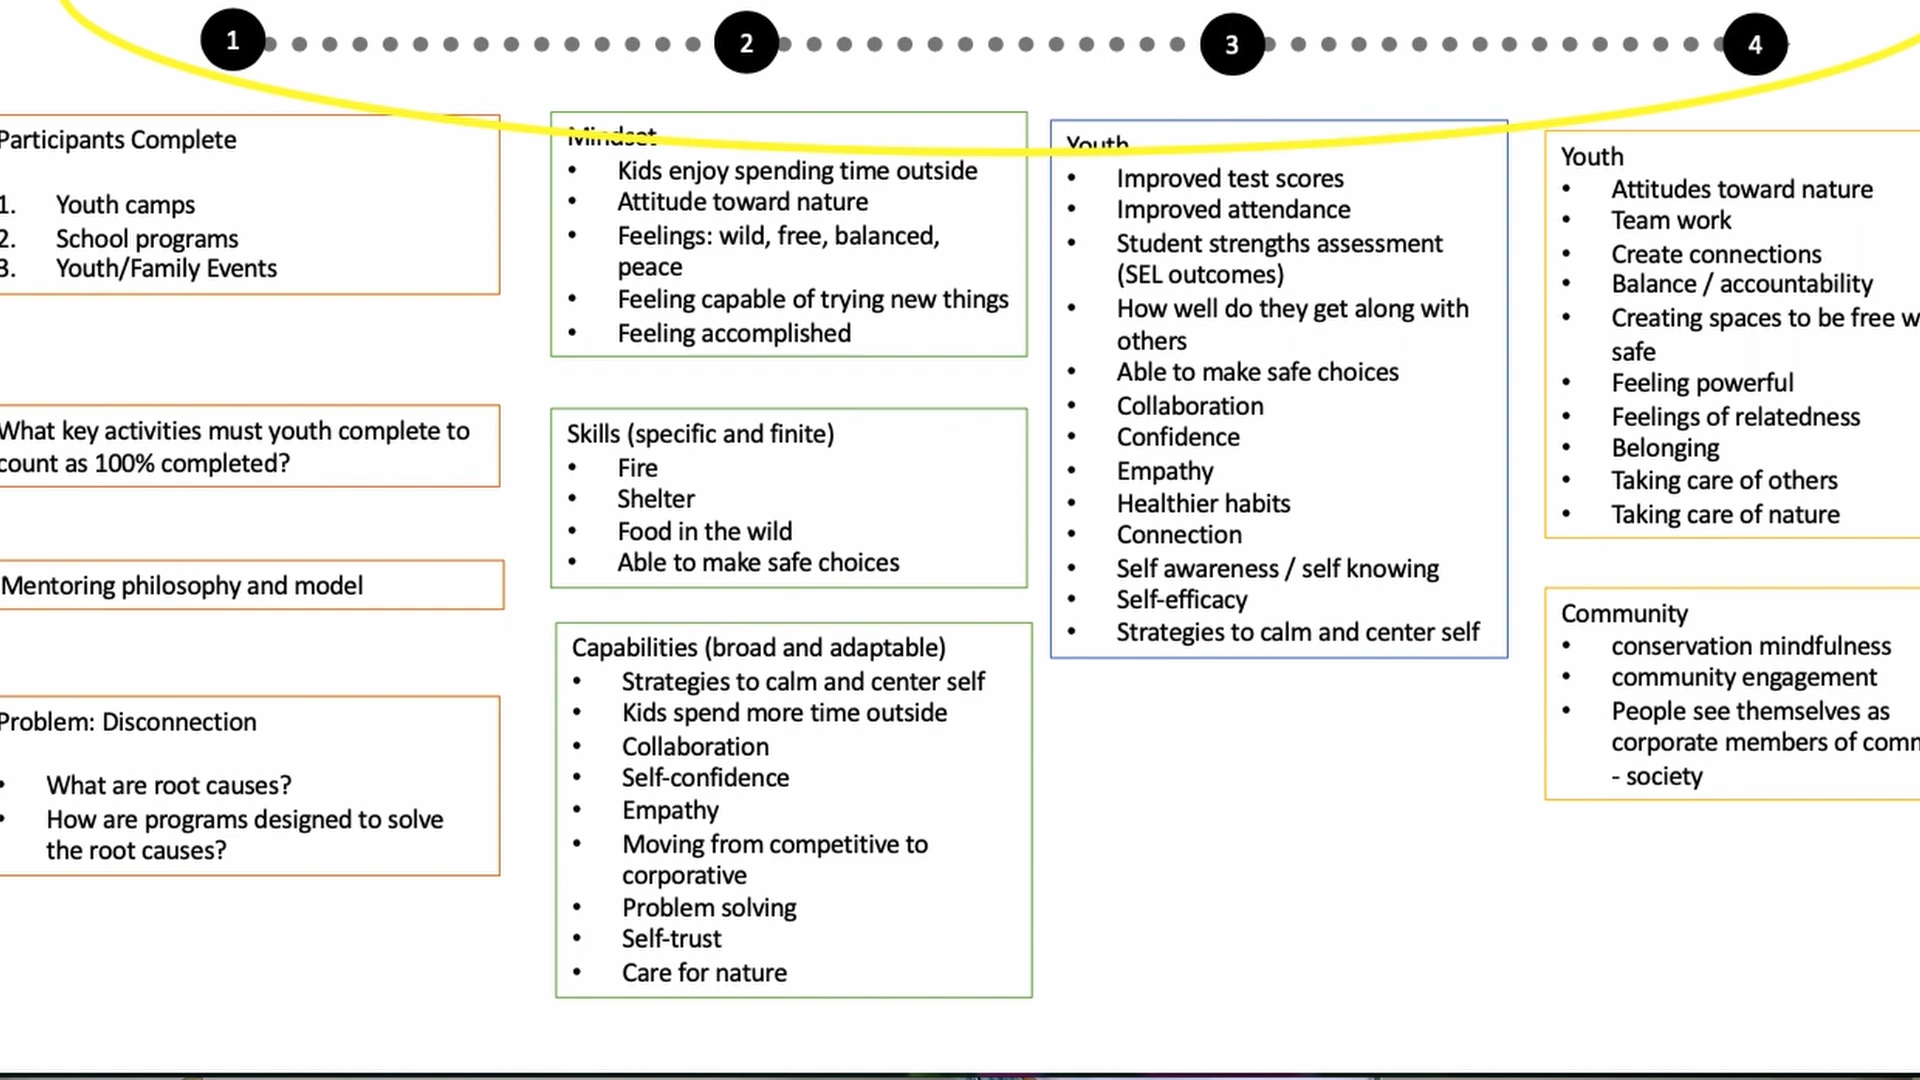 1
2
3
4
Participants Complete
1. Youth camps
2. School programs
3. Youth/Family Events
What key activities must youth complete to
count as 100% completed?
Mentoring philosophy and model
Problem: Disconnection
• What are root causes?
• How are programs designed to solve
the root causes?
Mindset
• Kids enjoy spending time outside
• Attitude toward nature
• Feelings: wild, free, balanced,
peace
• Feeling capable of trying new things
• Feeling accomplished
Skills (specific and finite)
• Fire
• Shelter
• Food in the wild
• Able to make safe choices
Capabilities (broad and adaptable)
• Strategies to calm and center self
• Kids spend more time outside
• Collaboration
• Self-confidence
• Empathy
• Moving from competitive to
corporative
• Problem solving
• Self-trust
• Care for nature
Youth
• Improved test scores
• Improved attendance
• Student strengths assessment
(SEL outcomes)
• How well do they get along with
others
• Able to make safe choices
• Collaboration
• Confidence
• Empathy
• Healthier habits
• Connection
• Self awareness / self knowing
• Self-efficacy
• Strategies to calm and center self
Youth
• Attitudes toward nature
• Team work
• Create connections
• Balance / accountability
• Creating spaces to be free
safe
• Feeling powerful
• Feelings of relatedness
• Belonging
• Taking care of others
• Taking care of nature
Community
• conservation mindfulness
• community engagement
• People see themselves as
corporate members of
- society